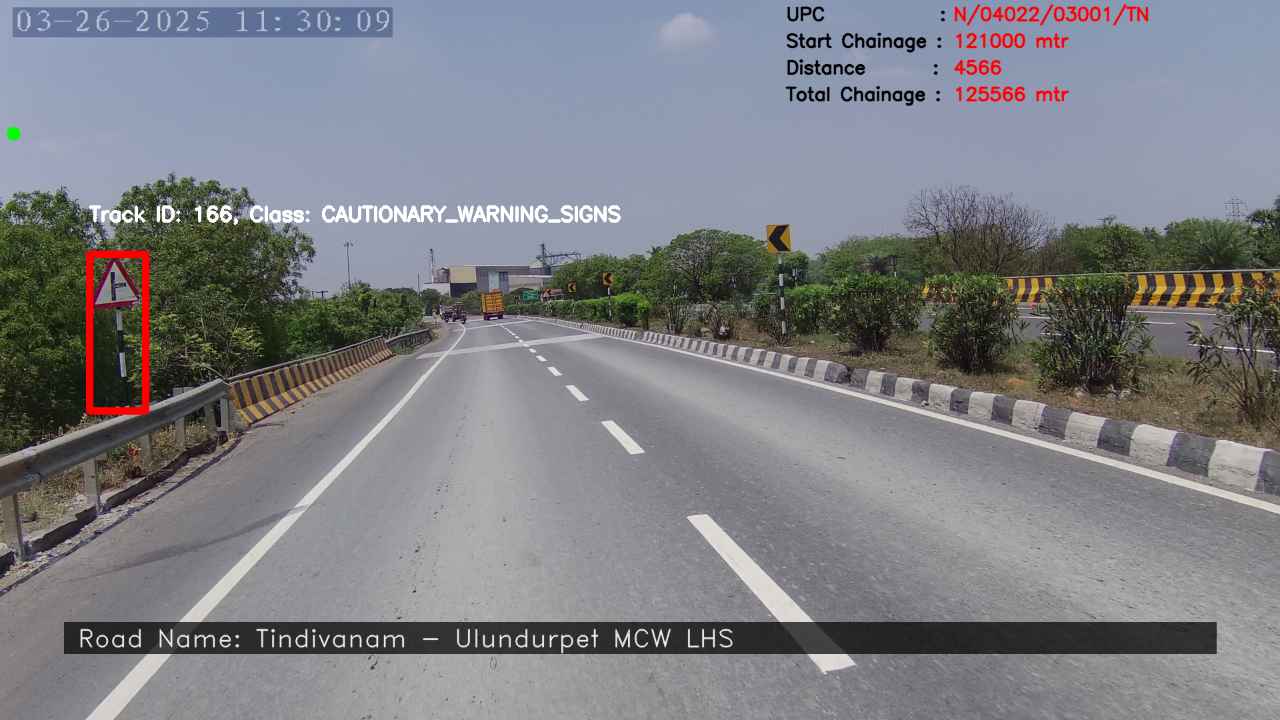 03-26-2025 11:30:09
UPC : N/04022/03001/TN
Start Chainage : 121000 mtr
Distance : 4566
Total Chainage : 125566 mtr
Track ID: 166, Class: CAUTIONARY_WARNING_SIGNS
Road Name: Tindivanam - Ulundurpet MCW LHS